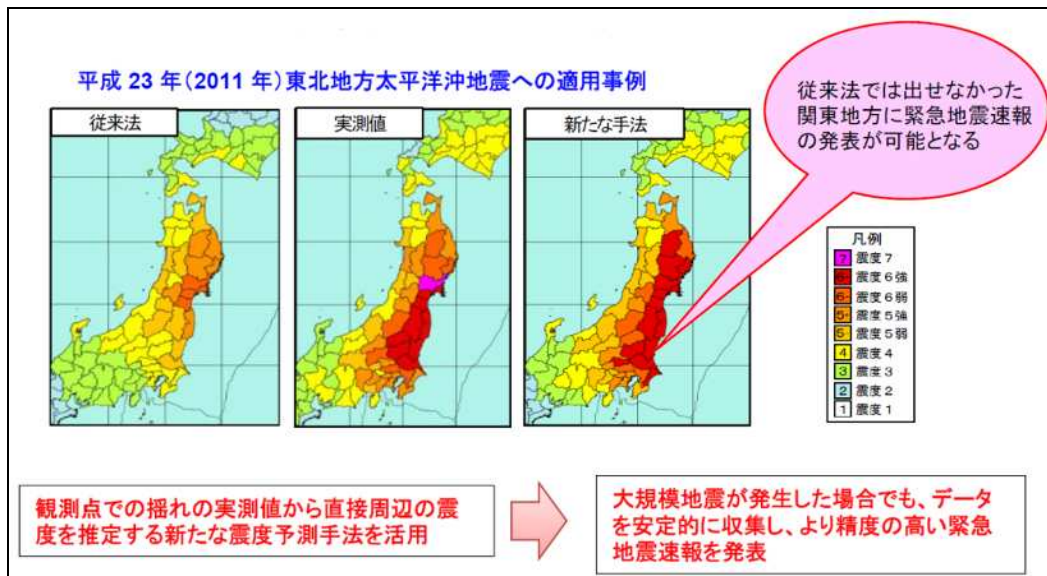 平成 23 年(2011 年)東北地方太平洋沖地震への適用事例
従来法
実測値
新たな手法
従来法では出せなかった
関東地方に緊急地震速報
の発表が可能となる
凡例
7 震度7
6+ 震度6強
6- 震度6弱
5+ 震度5強
5- 震度5弱
4 震度4
3 震度3
2 震度2
1 震度1
観測点での揺れの実測値から直接周辺の震
度を推定する新たな震度予測手法を活用
大規模地震が発生した場合でも、データ
を安定的に収集し、より精度の高い緊急
地震速報を発表